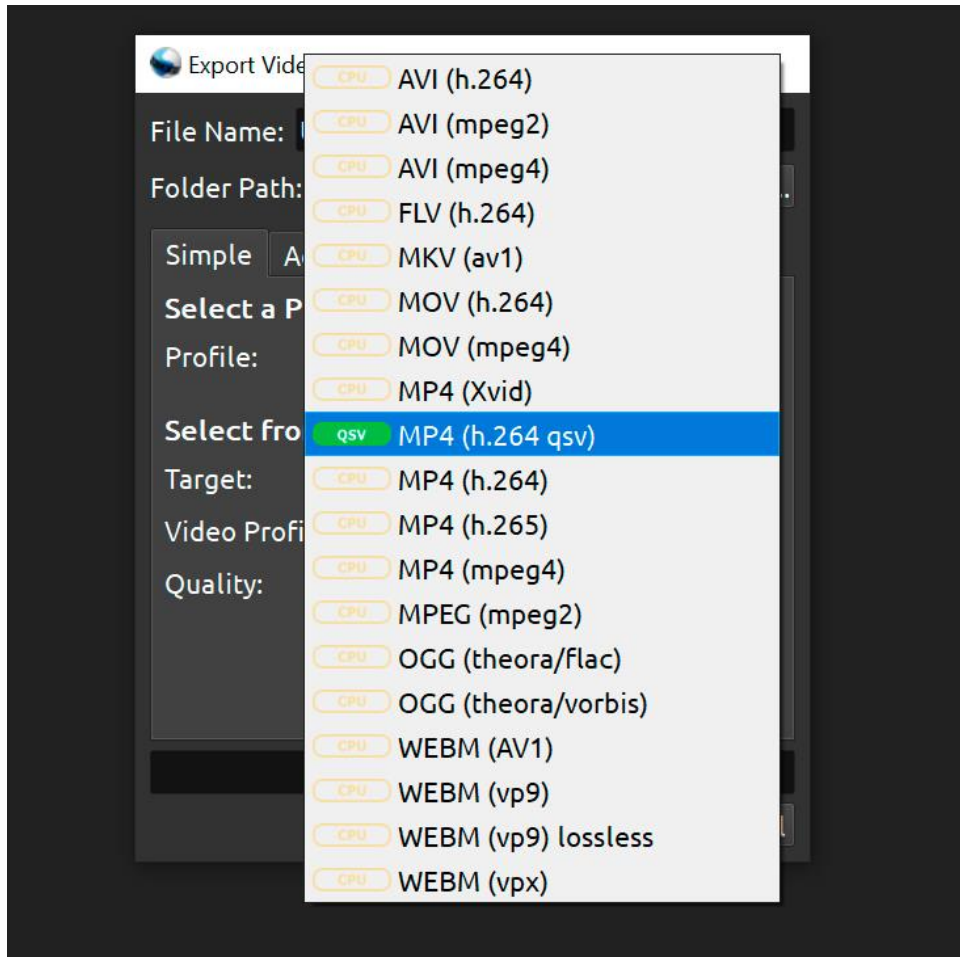 Export Vide
File Name:
Folder Path:
..
Simple
Select a P
Profile:
Select fro
Target:
Video Profi
Quality:
CPU AVI (h.264)
CPU AVI (mpeg2)
CPU AVI (mpeg4)
CPU FLV (h.264)
CPU MKV (av1)
CPU MOV (h.264)
CPU MOV (mpeg4)
CPU MP4 (Xvid)
QSV MP4 (h.264 qsv)
CPU MP4 (h.264)
CPU MP4 (h.265)
CPU MP4 (mpeg4)
CPU MPEG (mpeg2)
CPU OGG (theora/flac)
CPU OGG (theora/vorbis)
CPU WEBM (AV1)
CPU WEBM (vp9)
CPU WEBM (vp9) lossless
CPU WEBM (vpx)